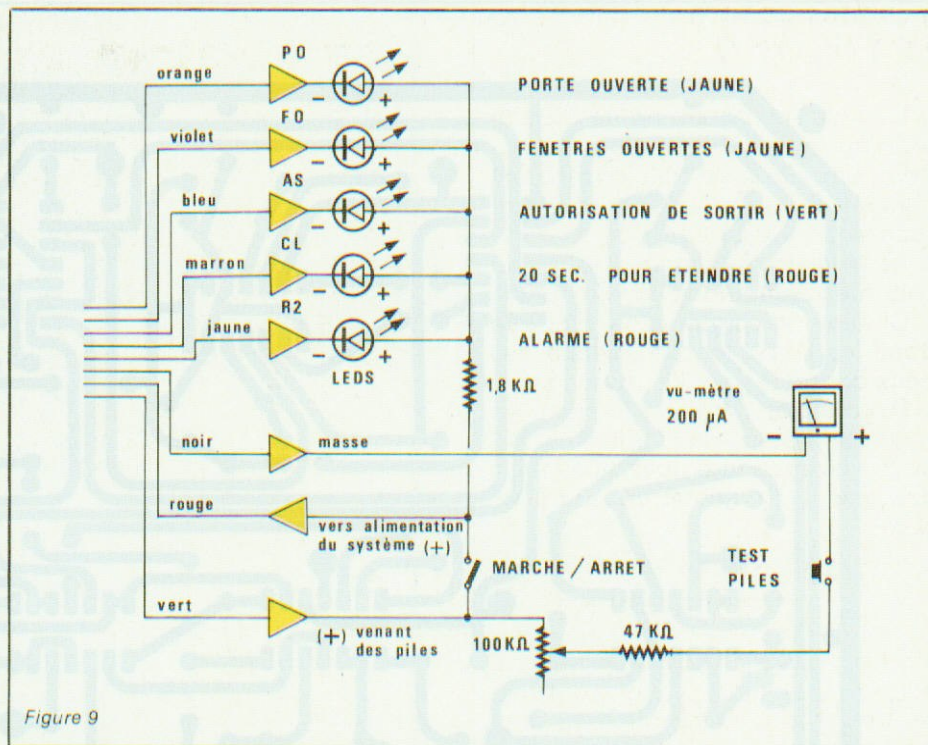 PO
orange
PORTE OUVERTE (JAUNE)
FO
violet
FENETRES OUVERTES (JAUNE)
AS
bleu
AUTORISATION DE SORTIR (VERT)
CL
marron
20 SEC. POUR ETEINDRE (ROUGE)
R2
jaune
ALARME (ROUGE)
LEDS
1,8 KΩ
vu-mètre
200 µA
noir
masse
rouge
vers alimentation
du système (+)
MARCHE / ARRET
TEST
PILES
vert
(+) venant
des piles
100KΩ
47 KΩ
Figure 9